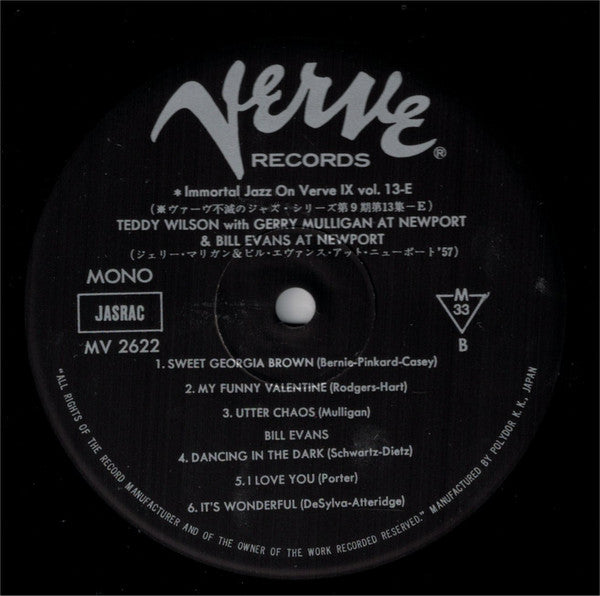 Verve®
RECORDS
* Immortal Jazz On Verve IX vol. 13-E
(※ヴァーヴ不滅のジャズ・シリーズ第9期第13集-E)
TEDDY WILSON with GERRY MULLIGAN AT NEWPORT
& BILL EVANS AT NEWPORT
(ジェリー・マリガン&ビル・エヴァンス・アット・ニューポート'57)
MONO
JASRAC
MV 2622
M
33
B
1. SWEET GEORGIA BROWN (Bernie-Pinkard-Casey)
2. MY FUNNY VALENTINE (Rodgers-Hart)
3. UTTER CHAOS (Mulligan)
BILL EVANS
4. DANCING IN THE DARK (Schwartz-Dietz)
5. I LOVE YOU (Porter)
6. IT'S WONDERFUL (DeSylva-Atteridge)
"ALL RIGHTS OF THE RECORD MANUFACTURER AND OF THE OWNER OF THE WORK RECORDED RESERVED." MANUFACTURED BY POLYDOR K. K., JAPAN